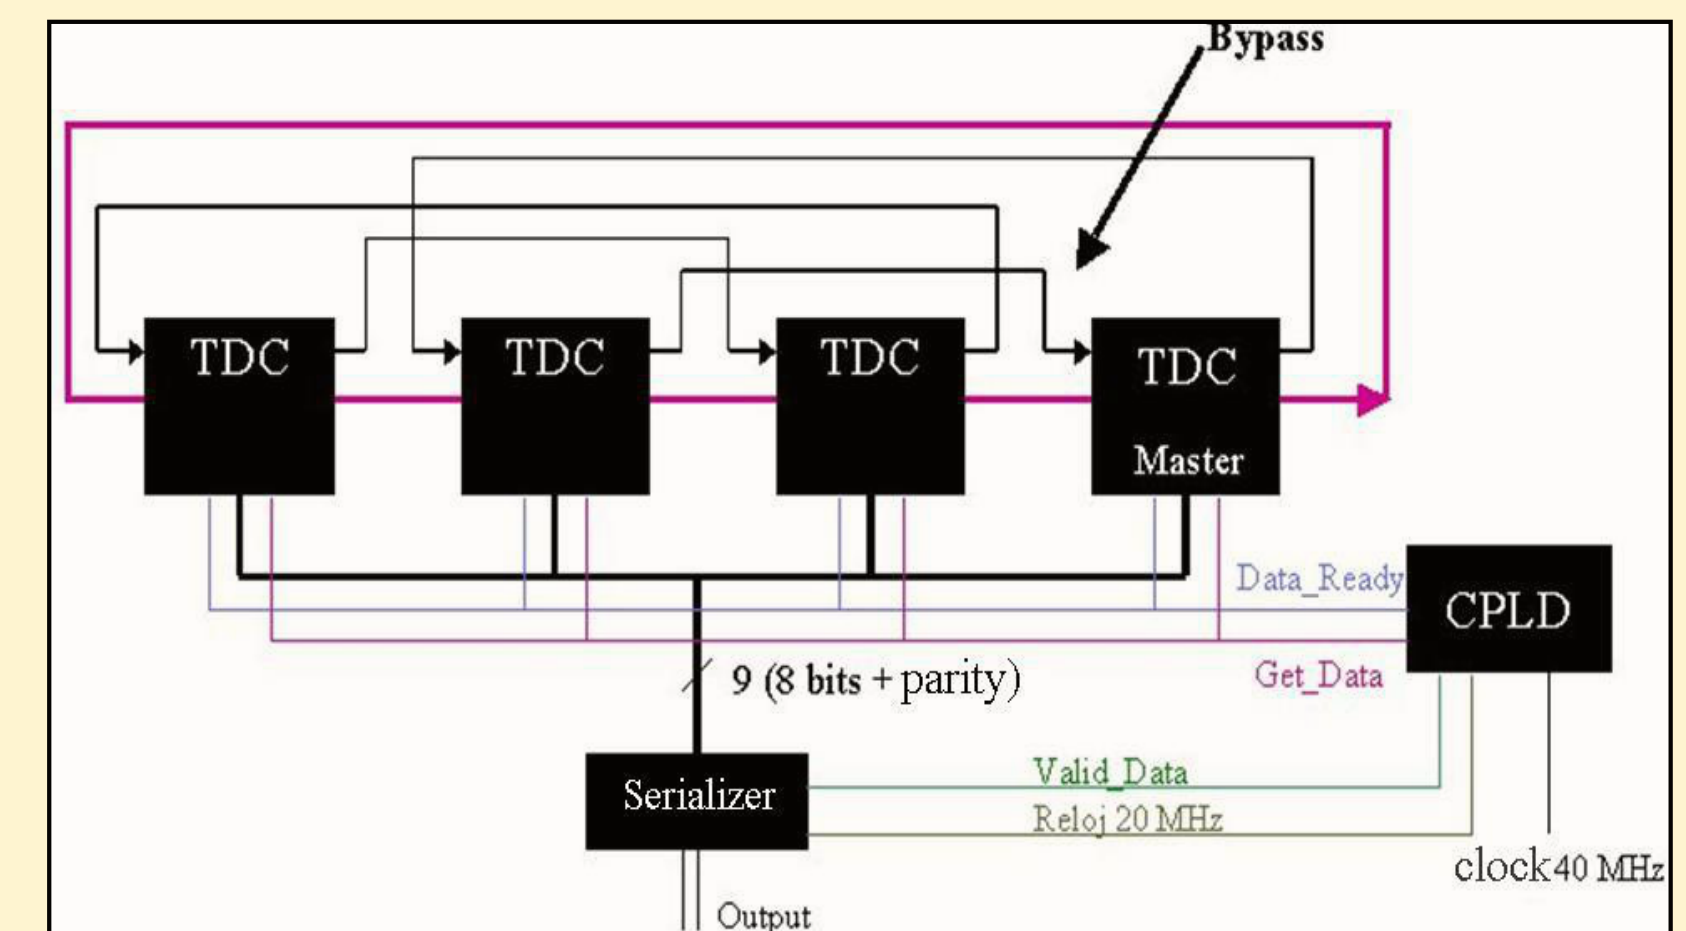 Bypass
TDC
TDC
TDC
TDC
Master
Data_Ready
CPLD
9 (8 bits + parity)
Get_Data
Serializer
Valid_Data
Reloj 20 MHz
clock 40 MHz
Output